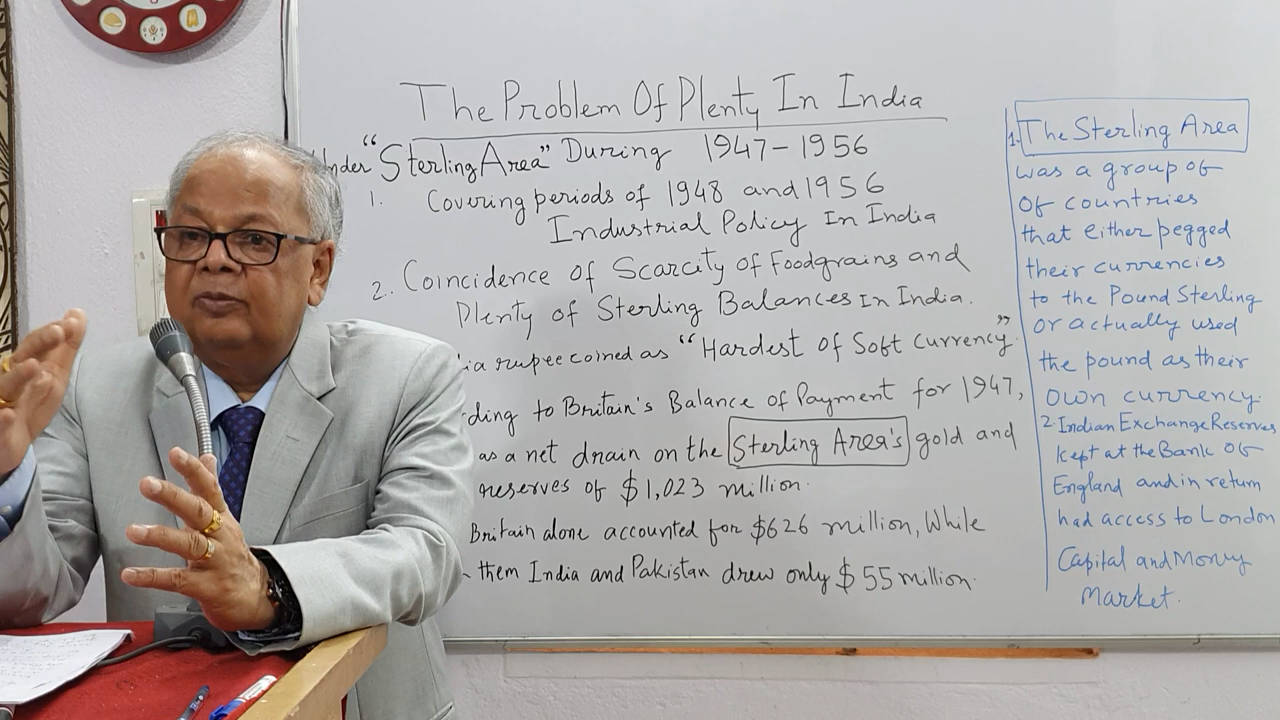 The Problem Of Plenty In India
Under "Sterling Area" During 1947-1956
1. Covering periods of 1948 and 1956
Industrial Policy In India
2. Coincidence of Scarcity of Foodgrains and
Plenty of Sterling Balances In India.
rupee coined as "Hardest of Soft Currency"
to Britain's Balance of Payment for 1947,
as a net drain on the Sterling Area's gold and
reserves of $1,023 million.
Britain alone accounted for $626 million, While
them India and Pakistan drew only $55 million.
1. The Sterling Area
was a group of
of countries
that either pegged
their currencies
to the Pound Sterling
or actually used
the pound as their
own currency.
2. Indian Exchange Reserves
kept at the Bank of
England and in return
had access to London
Capital and Money
Market.